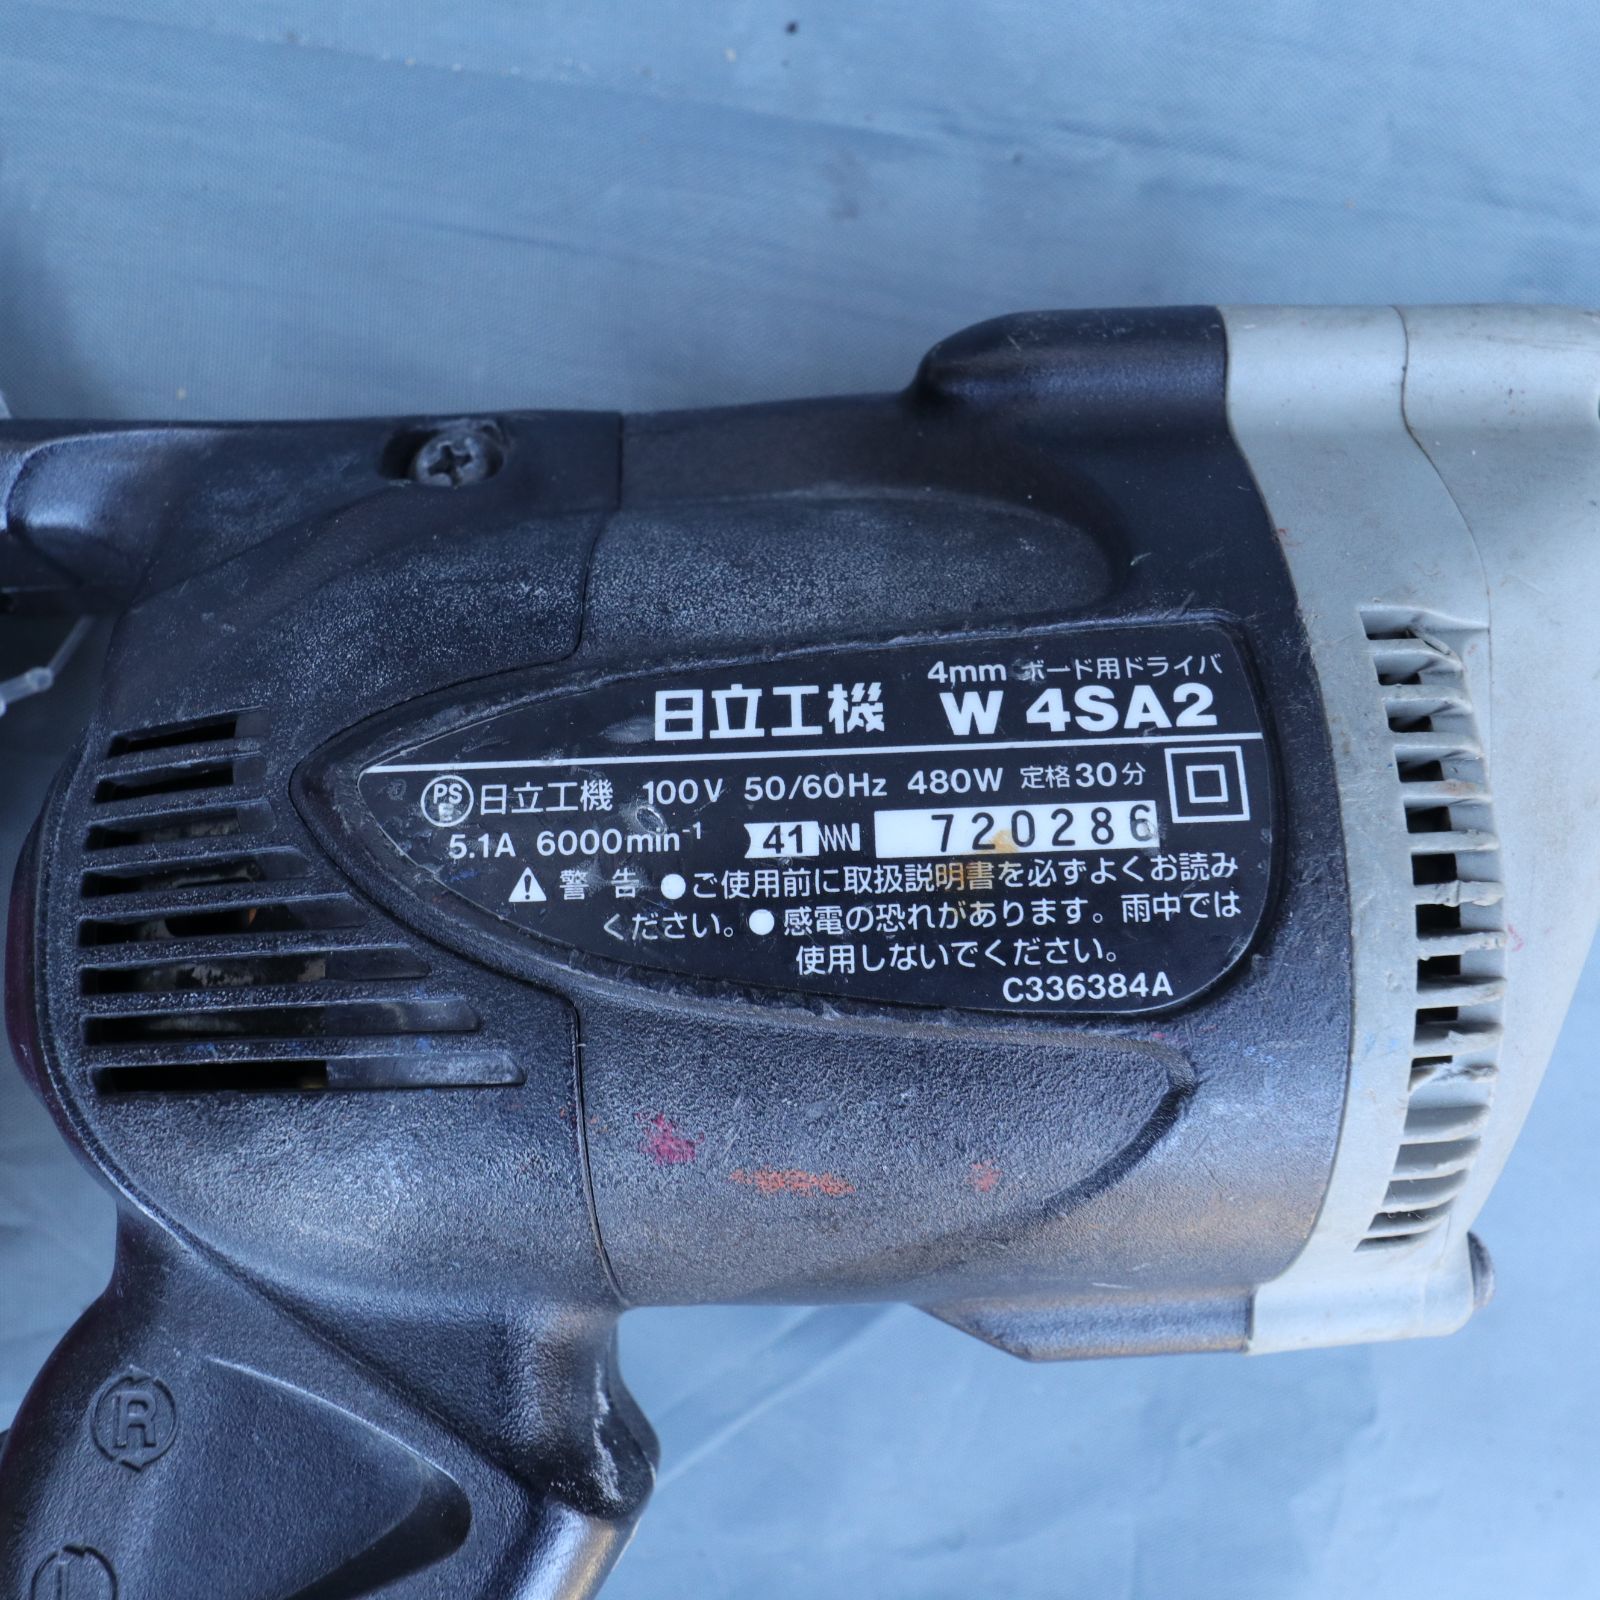 4mm ボード用ドライバ
日立工機 W 4SA2
PS E 日立工機 100V 50/60Hz 480W 定格30分
5.1A 6000min⁻¹ 41 720286
警告 ●ご使用前に取扱説明書を必ずよくお読み
ください。●感電の恐れがあります。雨中では
使用しないでください。
C336384A
R
L